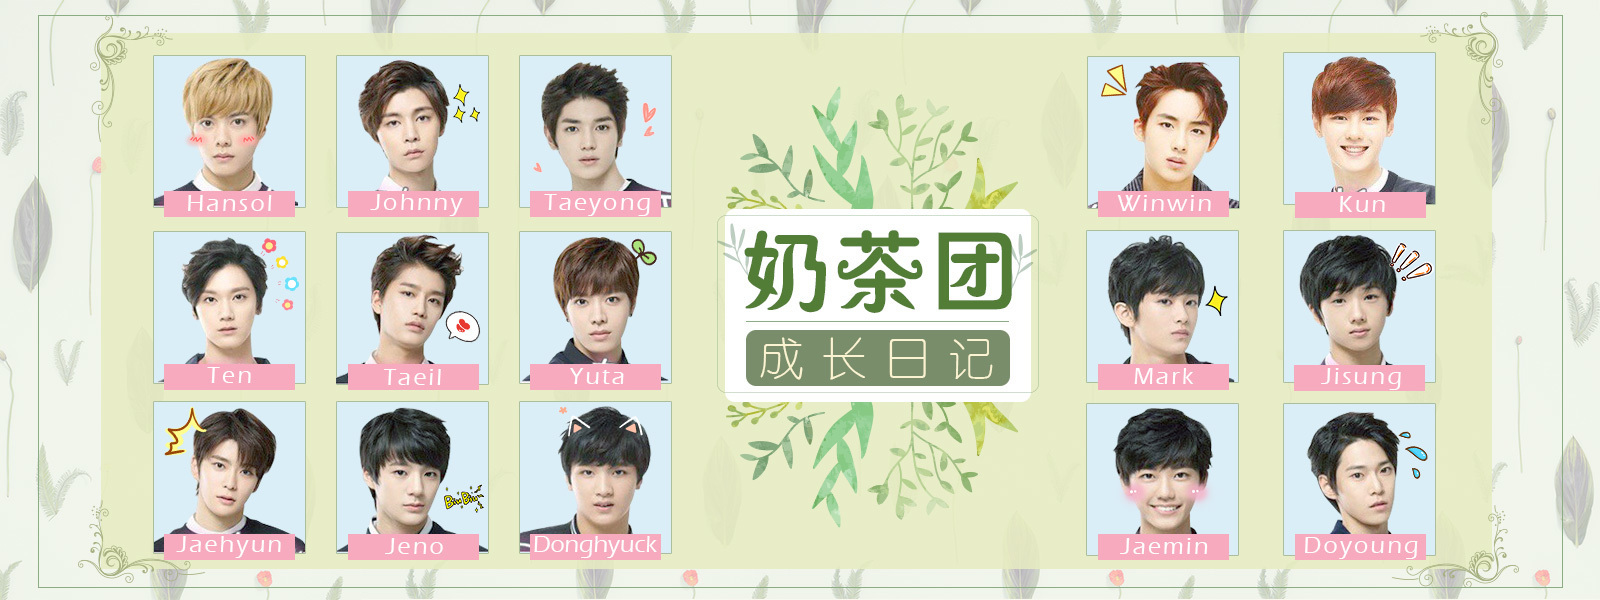 Hansol
Johnny
Taeyong
Winwin
Kun
奶茶团
成长日记
Ten
Taeil
Yuta
Mark
Jisung
BiuBiu
Jaehyun
Jeno
Donghyuck
Jaemin
Doyoung